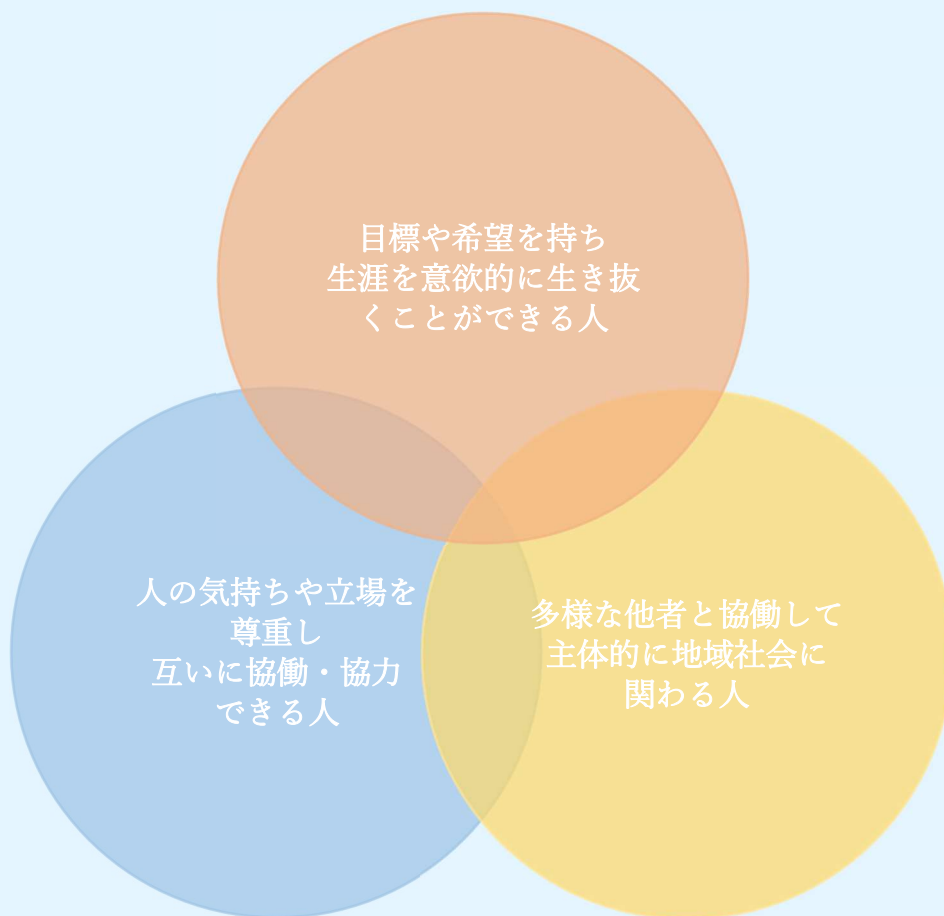 目標や希望を持ち
生涯を意欲的に生き抜
くことができる人
人の気持ちや立場を
尊重し
互いに協働・協力
できる人
多様な他者と協働して
主体的に地域社会に
関わる人